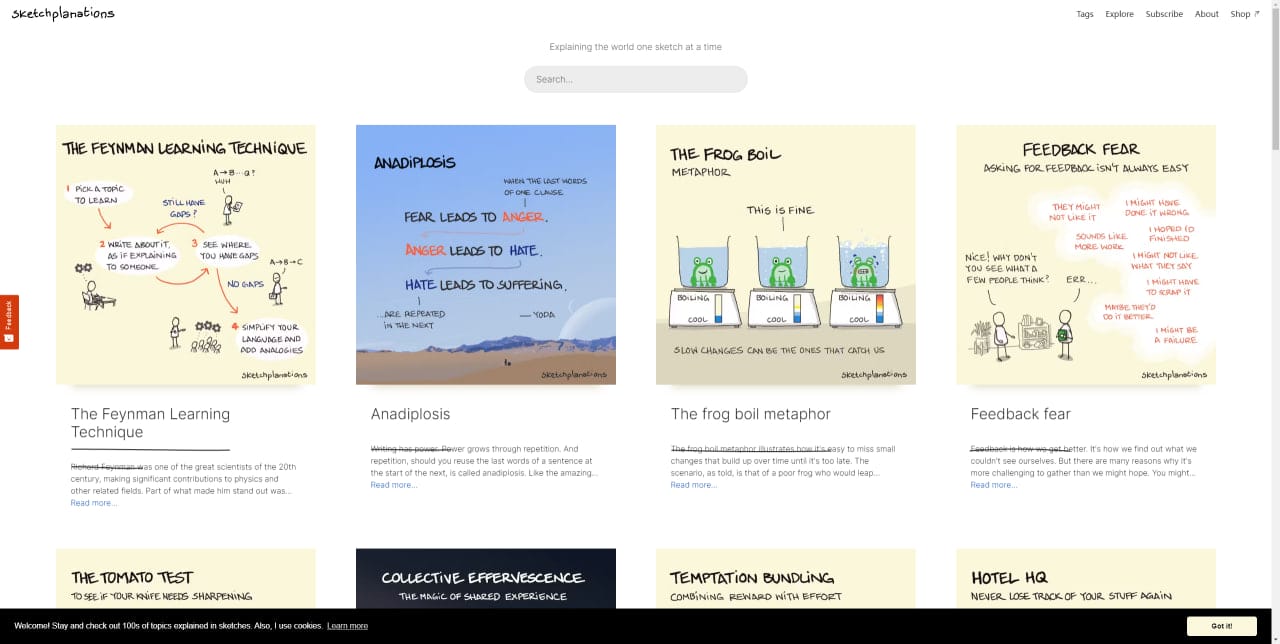 sketchplanations
Tags Explore Subscribe About Shop
Explaining the world one sketch at a time
Search...
THE FEYNMAN LEARNING TECHNIQUE
A→B...Q?
HUH
1 PICK A TOPIC
TO LEARN
STILL HAVE
GAPS?
2 WRITE ABOUT IT,
AS IF EXPLAINING
TO SOMEONE
3 SEE WHERE
YOU HAVE GAPS
A→B→C
NO GAPS
4 SIMPLIFY YOUR
LANGUAGE AND
ADD ANALOGIES
sketchplanations
ANADIPLOSIS
WHEN THE LAST WORDS
OF ONE CLAUSE
FEAR LEADS TO ANGER.
ANGER LEADS TO HATE.
HATE LEADS TO SUFFERING.
...ARE REPEATED
IN THE NEXT
— YODA
sketchplanations
THE FROG BOIL
METAPHOR
THIS IS FINE
BOILING
COOL
BOILING
COOL
BOILING
COOL
SLOW CHANGES CAN BE THE ONES THAT CATCH US
sketchplanations
FEEDBACK FEAR
ASKING FOR FEEDBACK ISN'T ALWAYS EASY
THEY MIGHT
NOT LIKE IT
I MIGHT HAVE
DONE IT WRONG
SOUNDS LIKE
MORE WORK
I HOPED I'D
FINISHED
I MIGHT NOT LIKE
WHAT THEY SAY
NICE! WHY DON'T
YOU SEE WHAT A
FEW PEOPLE THINK?
ERR...
I MIGHT HAVE
TO SCRAP IT
MAYBE THEY'D
DO IT BETTER
I MIGHT BE
A FAILURE
sketchplanations
Feedback
The Feynman Learning
Technique
Richard Feynman was one of the great scientists of the 20th
century, making significant contributions to physics and
other related fields. Part of what made him stand out was...
Read more...
Anadiplosis
Writing has power. Power grows through repetition. And
repetition, should you reuse the last words of a sentence at
the start of the next, is called anadiplosis. Like the amazing...
Read more...
The frog boil metaphor
The frog boil metaphor illustrates how it's easy to miss small
changes that build up over time until it's too late. The
scenario, as told, is that of a poor frog who would leap...
Read more...
Feedback fear
Feedback is how we get better. It's how we find out what we
couldn't see ourselves. But there are many reasons why it's
more challenging to gather than we might hope. You might...
Read more...
THE TOMATO TEST
TO SEE IF YOUR KNIFE NEEDS SHARPENING
COLLECTIVE EFFERVESCENCE
THE MAGIC OF SHARED EXPERIENCE
TEMPTATION BUNDLING
COMBINING REWARD WITH EFFORT
HOTEL HQ
NEVER LOSE TRACK OF YOUR STUFF AGAIN
Welcome! Stay and check out 100s of topics explained in sketches. Also, I use cookies. Learn more
Got it!